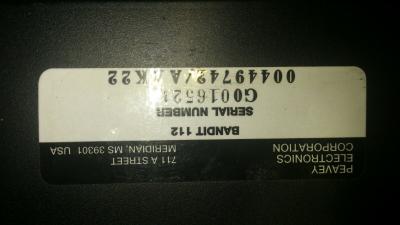 PEAVEY
ELECTRONICS
CORPORATION
711 A STREET
MERIDIAN, MS 39301 USA
BANDIT 112
SERIAL NUMBER
G0016521